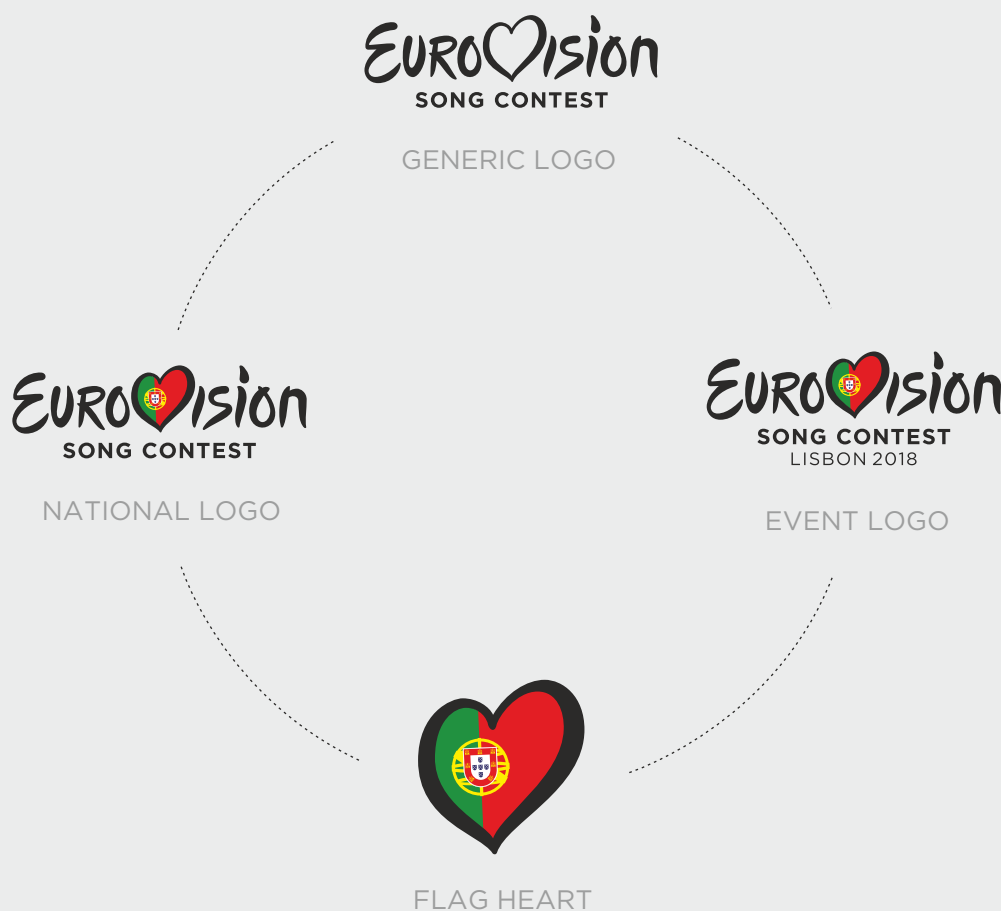 EUROVISION
SONG CONTEST
GENERIC LOGO
EUROVISION
SONG CONTEST
NATIONAL LOGO
EUROVISION
SONG CONTEST
LISBON 2018
EVENT LOGO
FLAG HEART